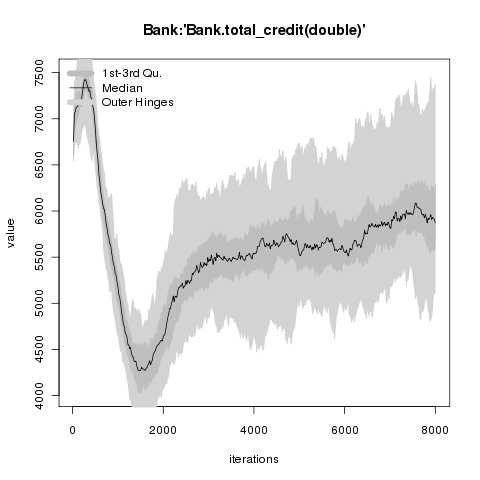 Bank:'Bank.total_credit(double)'
1st-3rd Qu.
Median
Outer Hinges
value
7500
7000
6500
6000
5500
5000
4500
4000
0 2000 4000 6000 8000
iterations